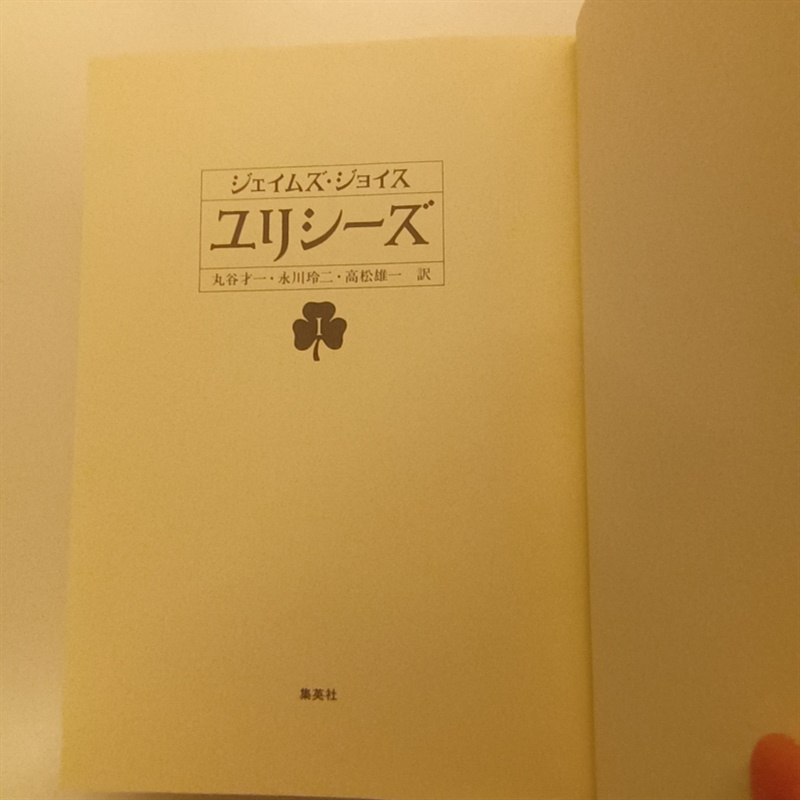 ジェイムズ・ジョイス
ユリシーズ
丸谷才一・永川玲二・高松雄一 訳
I
集英社